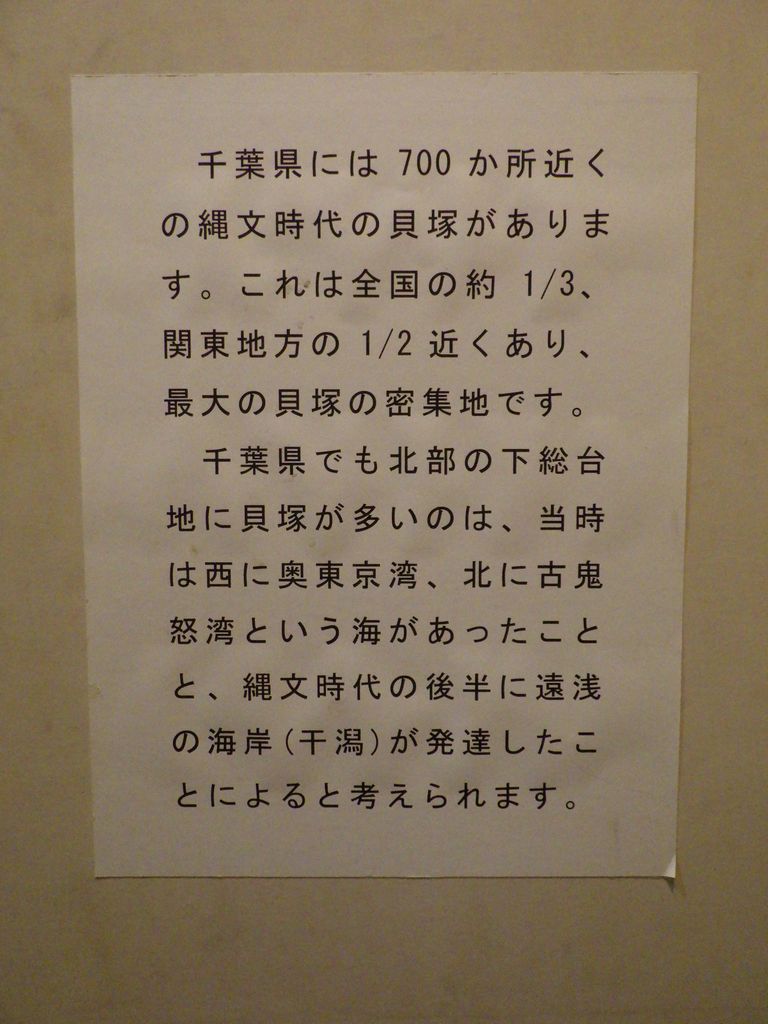 千葉県には 700 か所近く
の縄文時代の貝塚がありま
す。これは全国の約 1/3、
関東地方の 1/2 近くあり、
最大の貝塚の密集地です。
千葉県でも北部の下総台
地に貝塚が多いのは、当時
は西に奥東京湾、北に古鬼
怒湾という海があったこと
と、縄文時代の後半に遠浅
の海岸(干潟)が発達したこ
とによると考えられます。